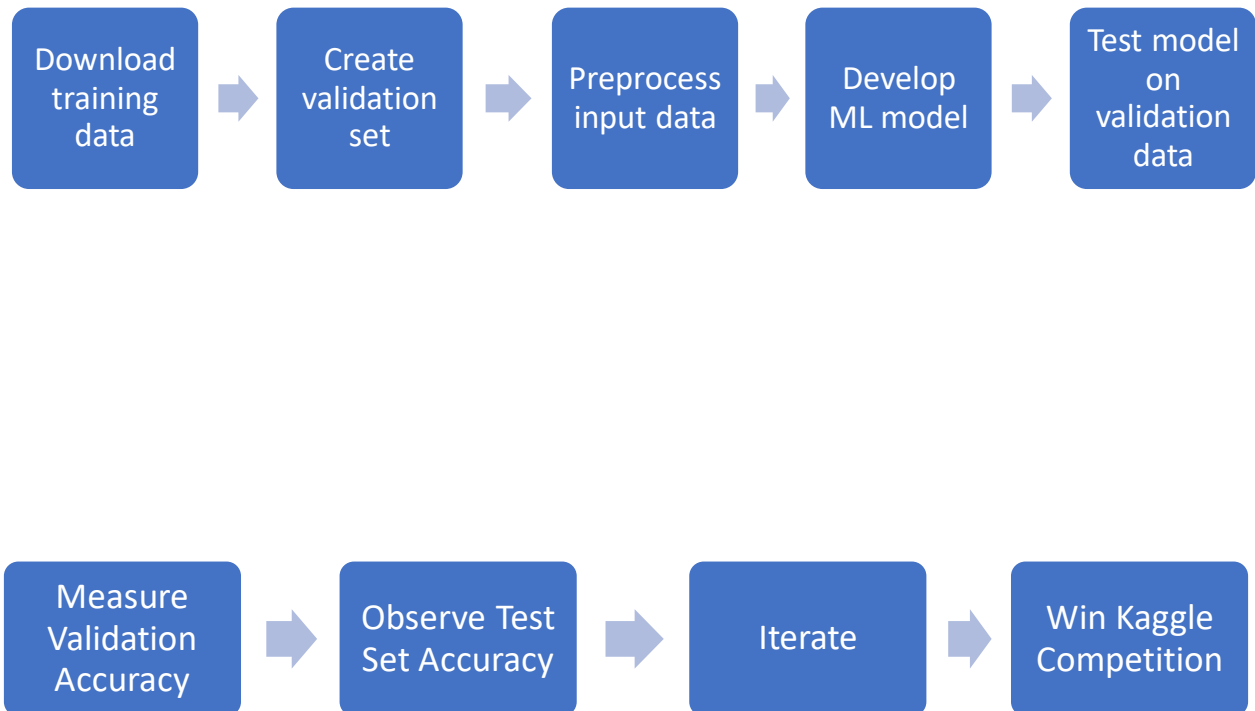 Download
training
data
Create
validation
set
Preprocess
input data
Develop
ML model
Test model
on
validation
data
Measure
Validation
Accuracy
Observe Test
Set Accuracy
Iterate
Win Kaggle
Competition